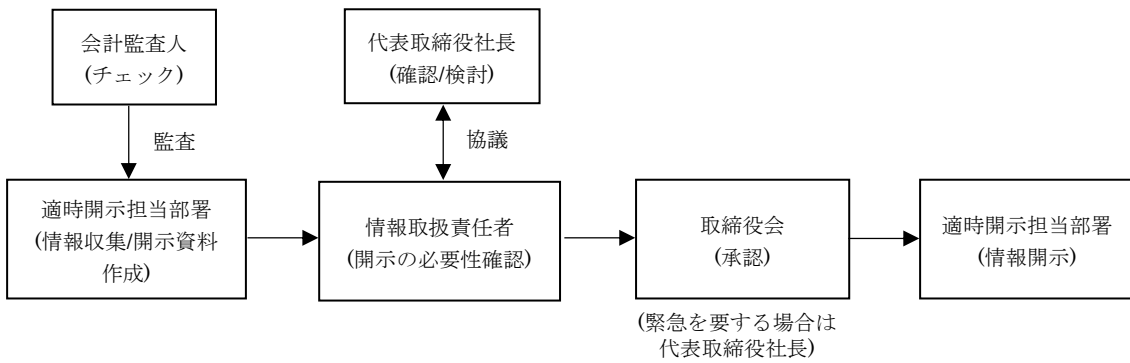 会計監査人
(チェック)
代表取締役社長
(確認/検討)
監査
協議
適時開示担当部署
(情報収集/開示資料
作成)
情報取扱責任者
(開示の必要性確認)
取締役会
(承認)
適時開示担当部署
(情報開示)
(緊急を要する場合は
代表取締役社長)